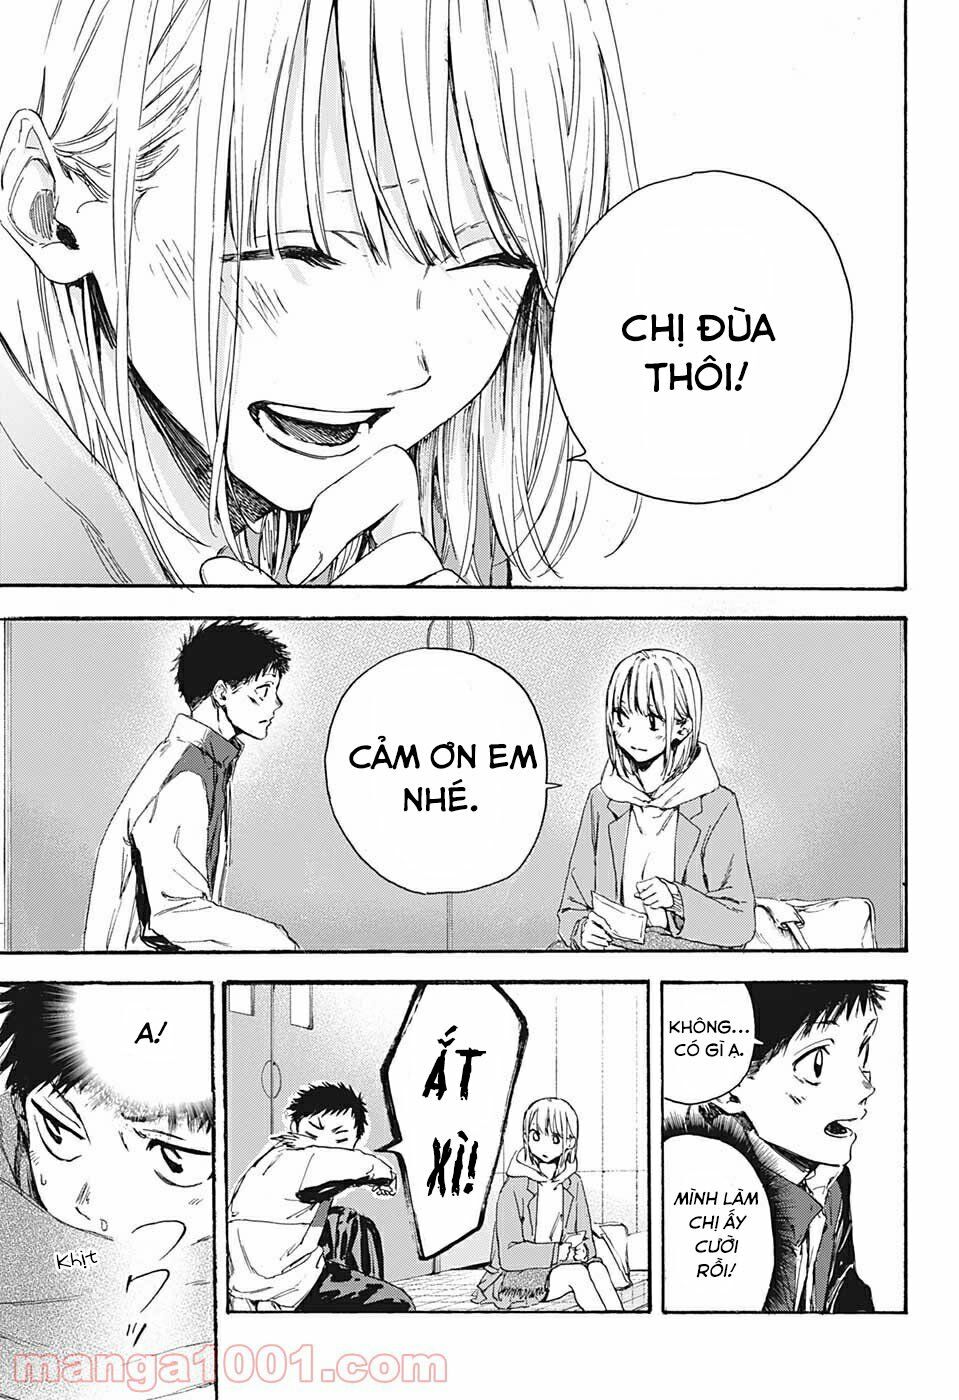 CHỊ ĐÙA
THÔI!
CẢM ƠN EM
NHÉ.
KHÔNG...
CÓ GÌ Ạ.
MÌNH LÀM
CHỊ ẤY
CƯỜI
RỒI!
ẮT
XÌ!
A!
Khịt
manga1001.com